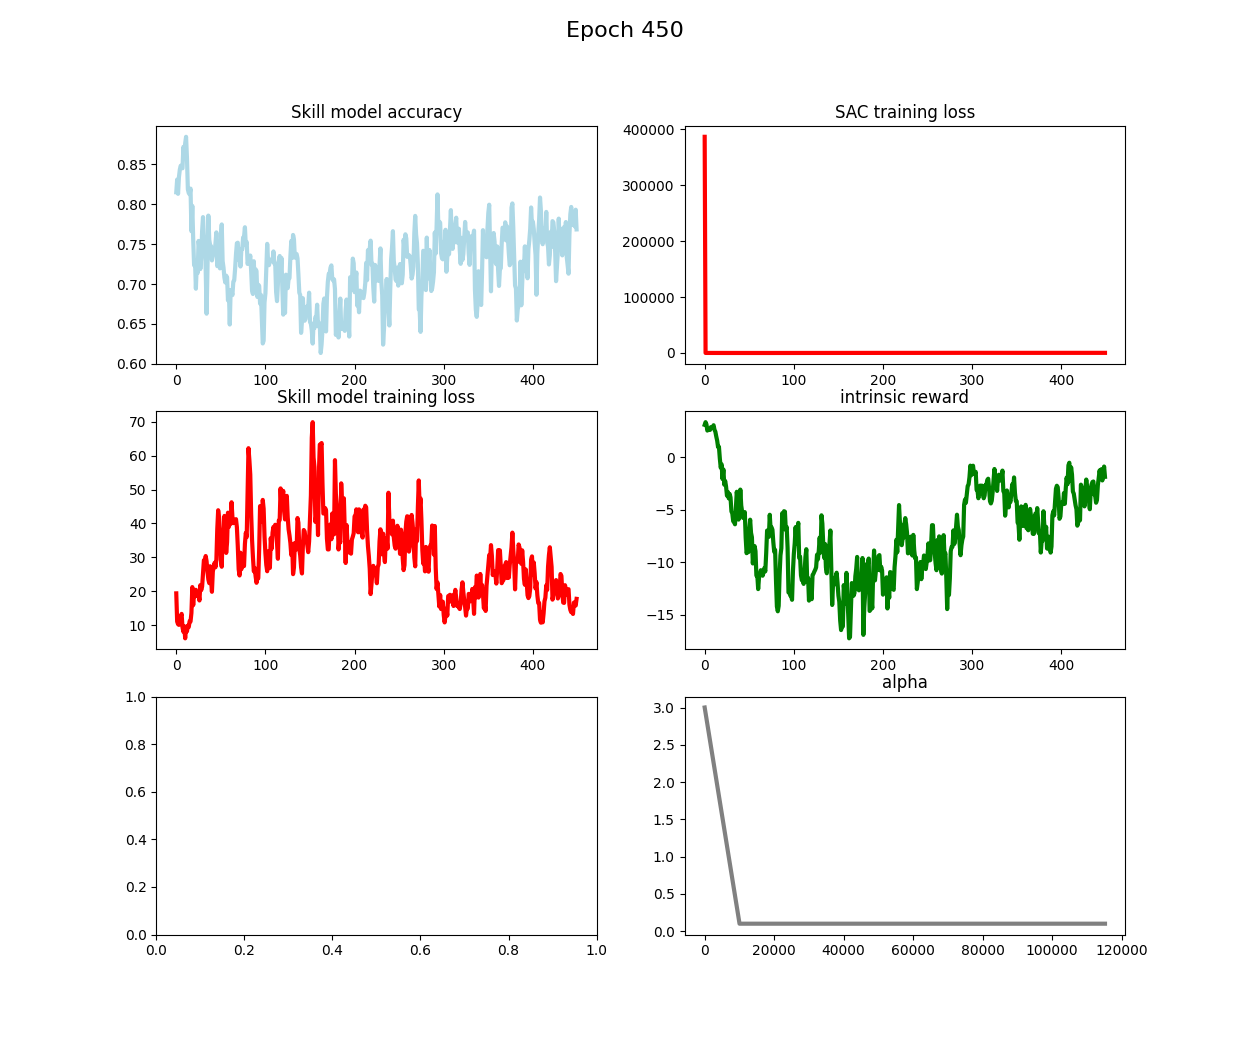 Epoch 450
Skill model accuracy
0.85
0.80
0.75
0.70
0.65
0.60
0 100 200 300 400
SAC training loss
400000
300000
200000
100000
0
0 100 200 300 400
Skill model training loss
70
60
50
40
30
20
10
0 100 200 300 400
intrinsic reward
0
−5
−10
−15
0 100 200 300 400
1.0
0.8
0.6
0.4
0.2
0.0
0.0 0.2 0.4 0.6 0.8 1.0
alpha
3.0
2.5
2.0
1.5
1.0
0.5
0.0
0 20000 40000 60000 80000 100000 120000